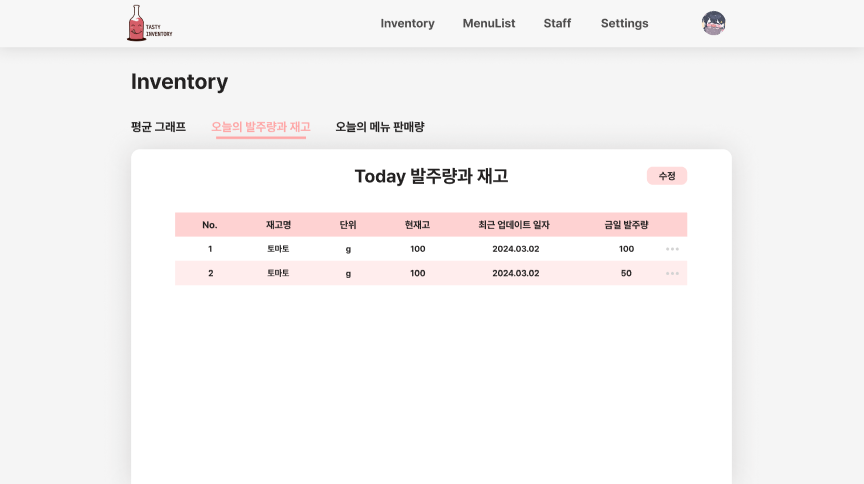 TASTY
INVENTORY
Inventory MenuList Staff Settings
Inventory
평균 그래프 오늘의 발주량과 재고 오늘의 메뉴 판매량
Today 발주량과 재고
수정
No. 재고명 단위 현재고 최근 업데이트 일자 금일 발주량
1 토마토 g 100 2024.03.02 100
2 토마토 g 100 2024.03.02 50